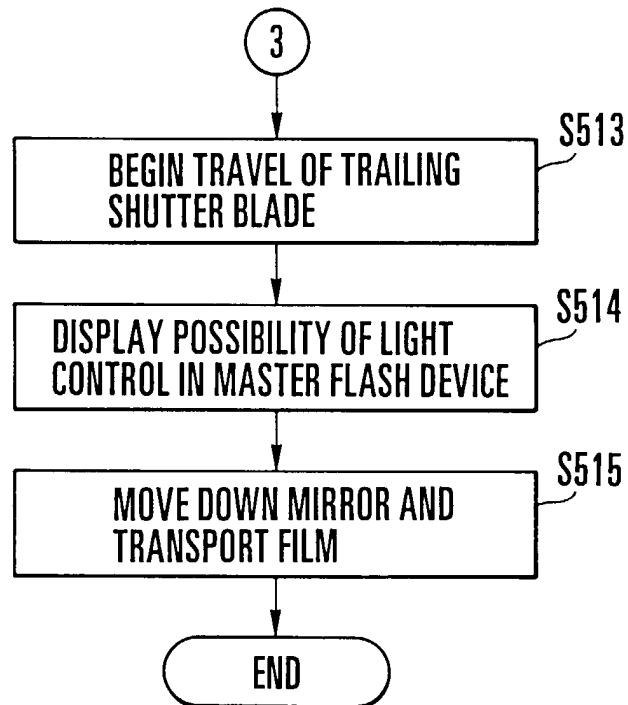 3
S513
BEGIN TRAVEL OF TRAILING
SHUTTER BLADE
S514
DISPLAY POSSIBILITY OF LIGHT
CONTROL IN MASTER FLASH DEVICE
S515
MOVE DOWN MIRROR AND
TRANSPORT FILM
END